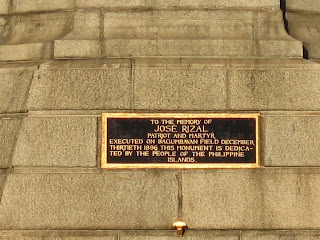 TO THE MEMORY OF
JOSE RIZAL
PATRIOT AND MARTYR
EXECUTED ON BAGUMBAYAN FIELD DECEMBER
THIRTIETH 1896. THIS MONUMENT IS DEDICA-
TED BY THE PEOPLE OF THE PHILIPPINE
ISLANDS.